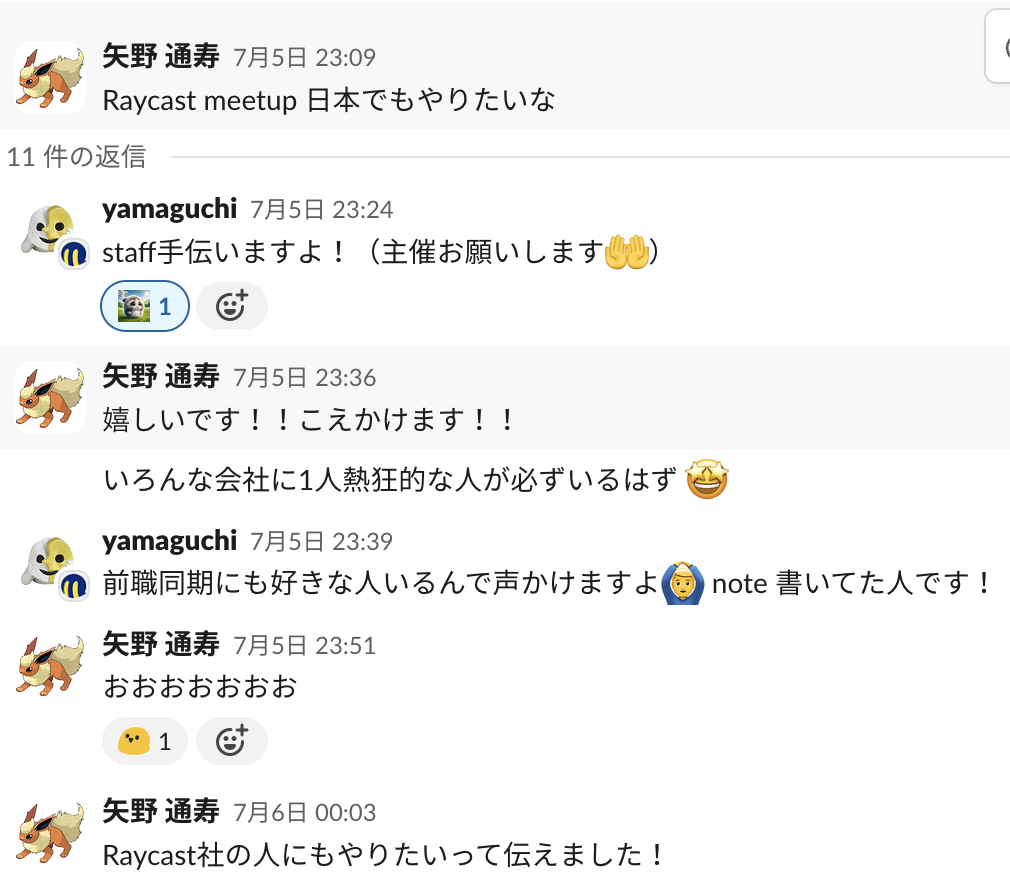 矢野 通寿 7月5日 23:09
Raycast meetup 日本でもやりたいな
11 件の返信
yamaguchi 7月5日 23:24
staff手伝いますよ！（主催お願いします🤲）
1
矢野 通寿 7月5日 23:36
嬉しいです！！こえかけます！！
いろんな会社に1人熱狂的な人が必ずいるはず 🤩
yamaguchi 7月5日 23:39
前職同期にも好きな人いるんで声かけますよ🙆‍♂️ note 書いてた人です！
矢野 通寿 7月5日 23:51
おおおおおおお
1
矢野 通寿 7月6日 00:03
Raycast社の人にもやりたいって伝えました！